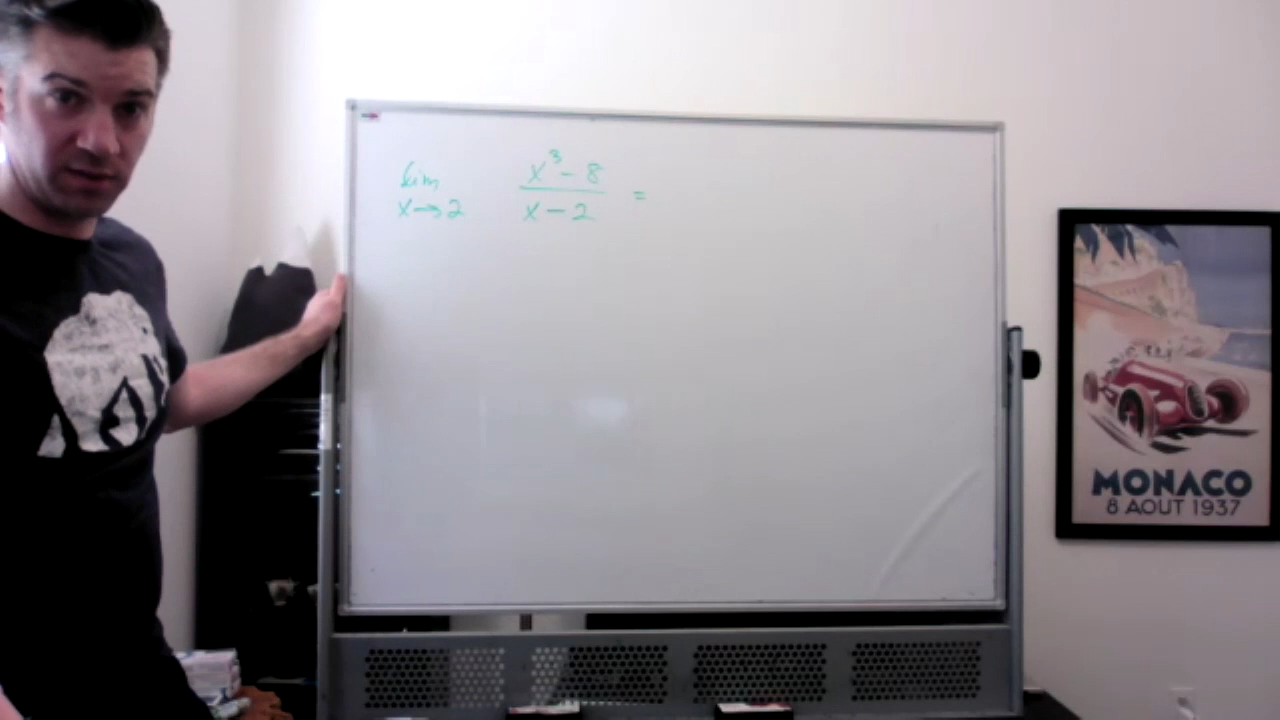 lim x→2 x³ - 8 / x - 2 =
MONACO
8 AOUT 1937